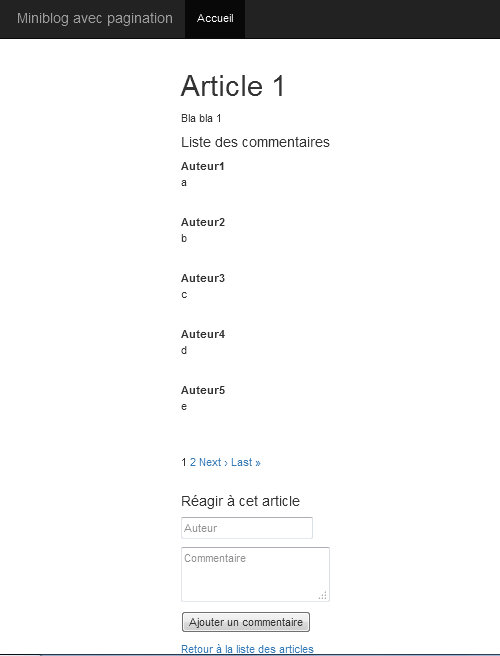 Miniblog avec pagination Accueil
Article 1
Bla bla 1
Liste des commentaires
Auteur1
a
Auteur2
b
Auteur3
c
Auteur4
d
Auteur5
e
1 2 Next › Last »
Réagir à cet article
Auteur
Commentaire
Ajouter un commentaire
Retour à la liste des articles